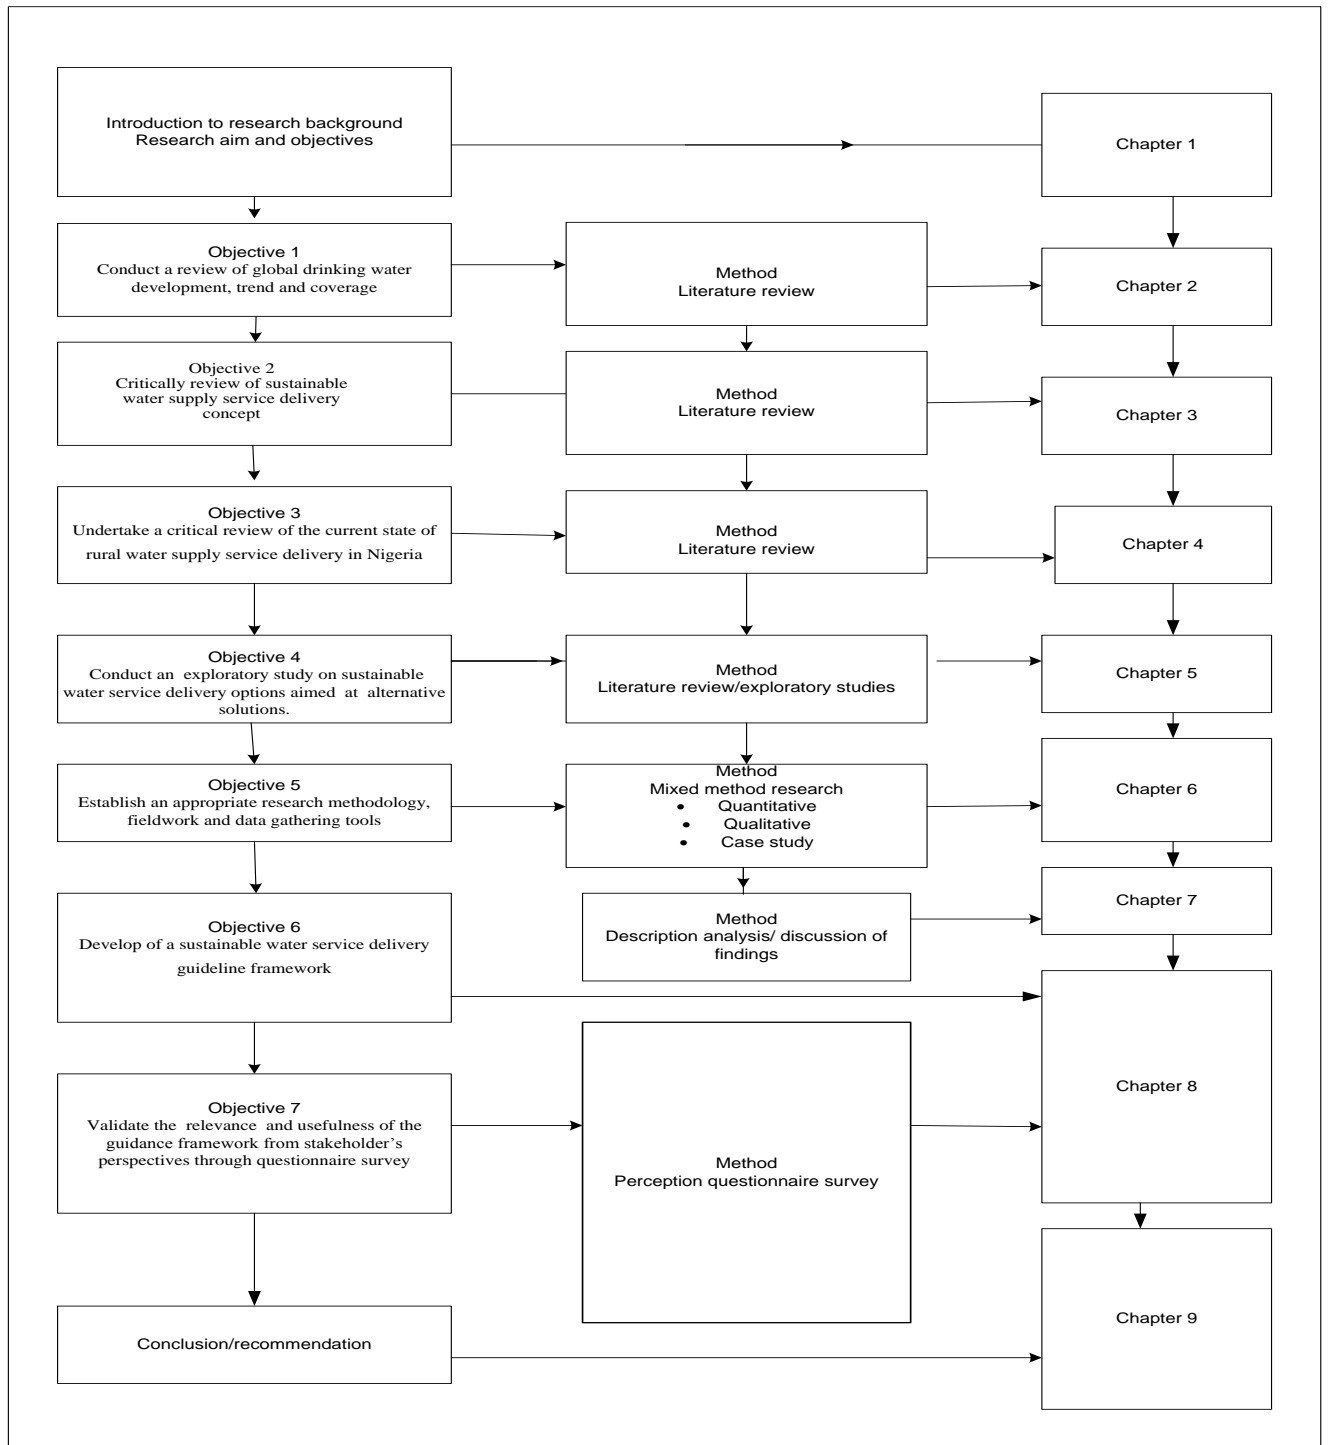 Introduction to research background
Research aim and objectives
Chapter 1
Objective 1
Conduct a review of global drinking water
development, trend and coverage
Method
Literature review
Chapter 2
Objective 2
Critically review of sustainable
water supply service delivery
concept
Method
Literature review
Chapter 3
Objective 3
Undertake a critical review of the current state of
rural water supply service delivery in Nigeria
Method
Literature review
Chapter 4
Objective 4
Conduct an exploratory study on sustainable
water service delivery options aimed at alternative
solutions.
Method
Literature review/exploratory studies
Chapter 5
Objective 5
Establish an appropriate research methodology,
fieldwork and data gathering tools
Method
Mixed method research
• Quantitative
• Qualitative
• Case study
Chapter 6
Objective 6
Develop of a sustainable water service delivery
guideline framework
Method
Description analysis/ discussion of
findings
Chapter 7
Objective 7
Validate the relevance and usefulness of the
guidance framework from stakeholder’s
perspectives through questionnaire survey
Method
Perception questionnaire survey
Chapter 8
Conclusion/recommendation
Chapter 9